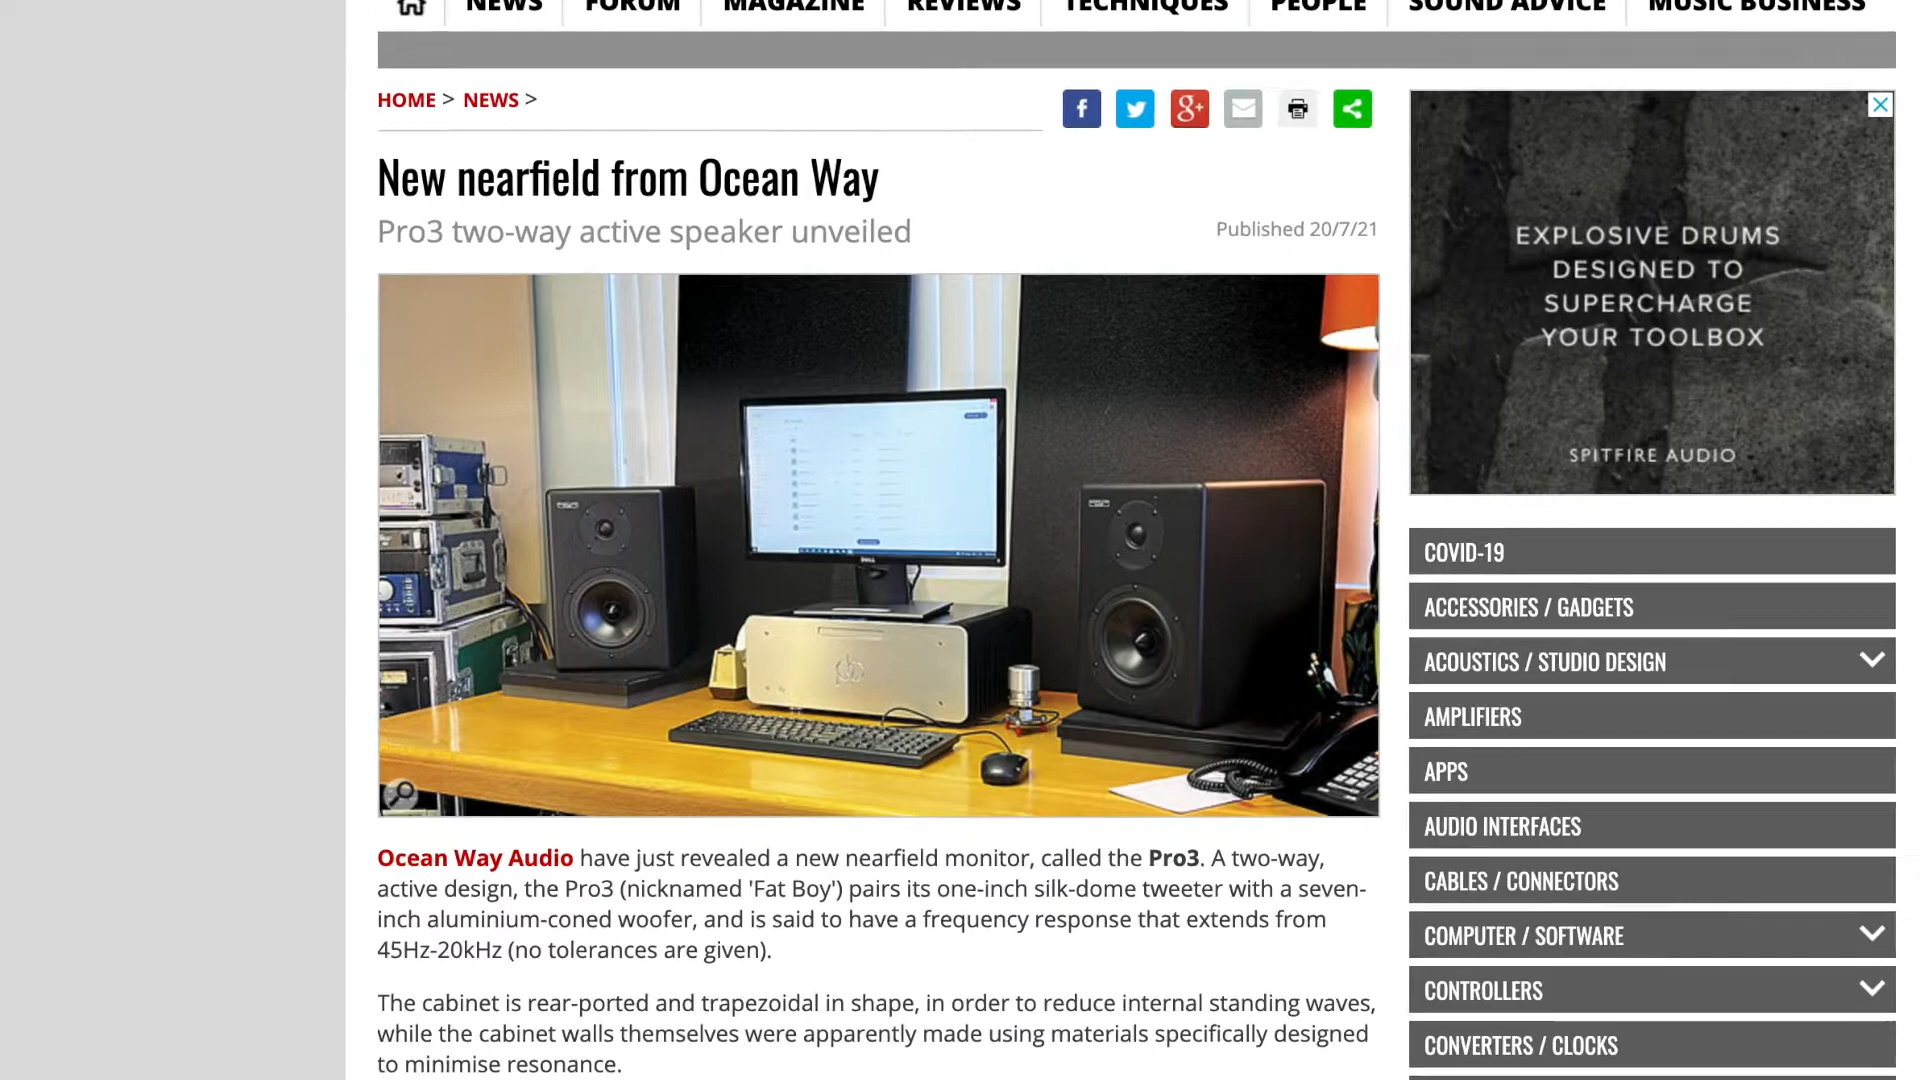 NEWS FORUM MAGAZINE REVIEWS TECHNIQUES PEOPLE SOUND ADVICE MUSIC BUSINESS
HOME > NEWS >
New nearfield from Ocean Way
Pro3 two-way active speaker unveiled
Published 20/7/21
Ocean Way Audio have just revealed a new nearfield monitor, called the Pro3. A two-way,
active design, the Pro3 (nicknamed 'Fat Boy') pairs its one-inch silk-dome tweeter with a seven-
inch aluminium-coned woofer, and is said to have a frequency response that extends from
45Hz-20kHz (no tolerances are given).
The cabinet is rear-ported and trapezoidal in shape, in order to reduce internal standing waves,
while the cabinet walls themselves were apparently made using materials specifically designed
to minimise resonance.
EXPLOSIVE DRUMS
DESIGNED TO
SUPERCHARGE
YOUR TOOLBOX
SPITFIRE AUDIO
COVID-19
ACCESSORIES / GADGETS
ACOUSTICS / STUDIO DESIGN
AMPLIFIERS
APPS
AUDIO INTERFACES
CABLES / CONNECTORS
COMPUTER / SOFTWARE
CONTROLLERS
CONVERTERS / CLOCKS